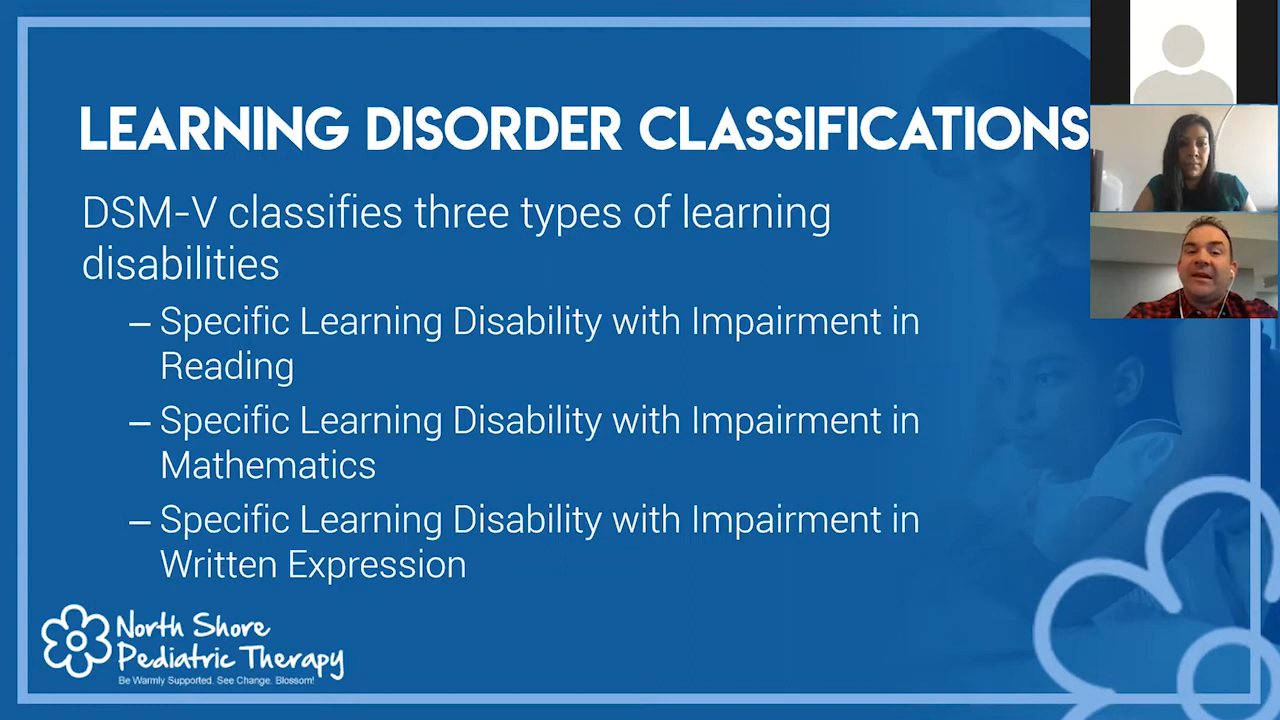 LEARNING DISORDER CLASSIFICATIONS
DSM-V classifies three types of learning
disabilities
– Specific Learning Disability with Impairment in
Reading
– Specific Learning Disability with Impairment in
Mathematics
– Specific Learning Disability with Impairment in
Written Expression
North Shore
Pediatric Therapy
Be Warmly Supported. See Change. Blossom!